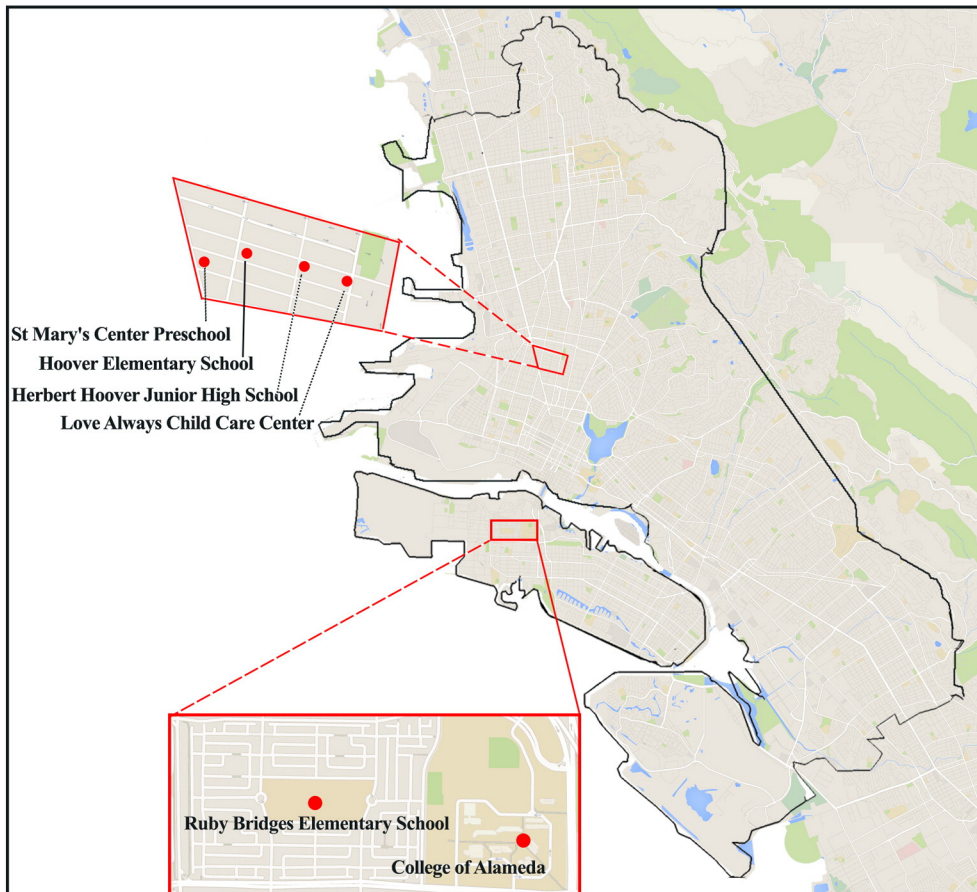 St Mary's Center Preschool
Hoover Elementary School
Herbert Hoover Junior High School
Love Always Child Care Center
Ruby Bridges Elementary School
College of Alameda